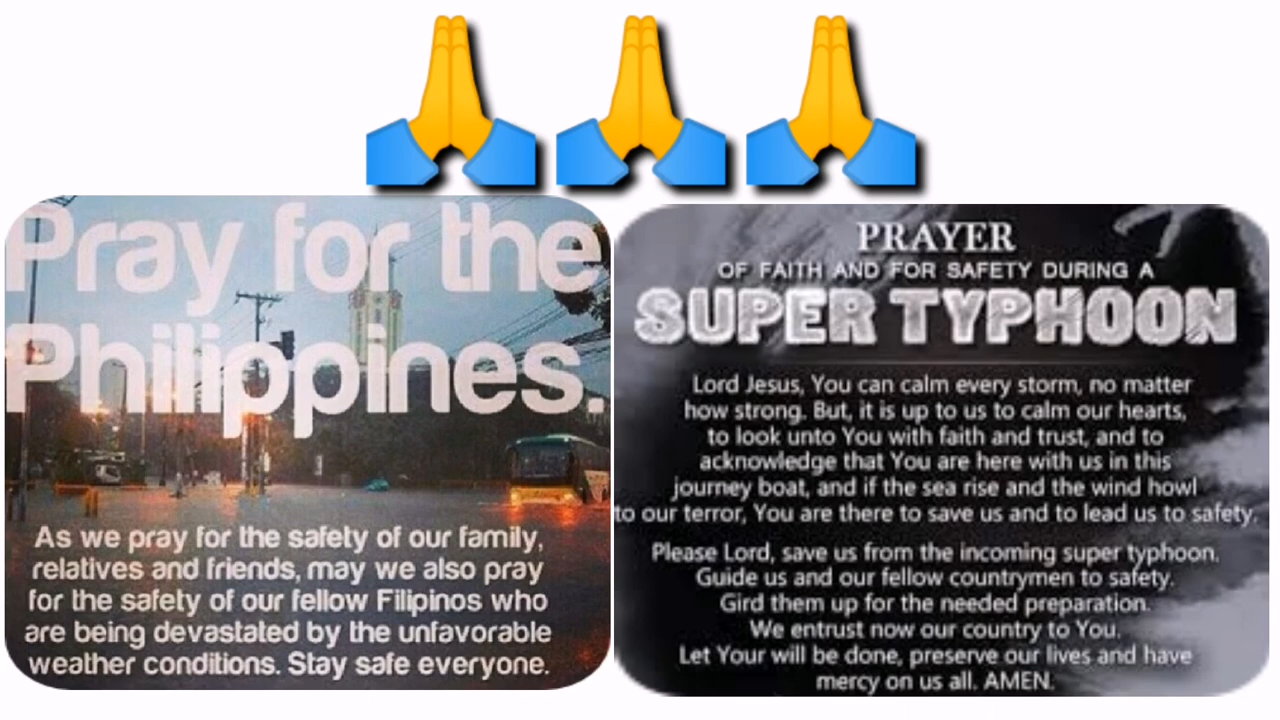 Pray for the
Philippines.
As we pray for the safety of our family,
relatives and friends, may we also pray
for the safety of our fellow Filipinos who
are being devastated by the unfavorable
weather conditions. Stay safe everyone.
PRAYER
OF FAITH AND FOR SAFETY DURING A
SUPER TYPHOON
Lord Jesus, You can calm every storm, no matter
how strong. But, it is up to us to calm our hearts,
to look unto You with faith and trust, and to
acknowledge that You are here with us in this
journey boat, and if the sea rise and the wind howl
to our terror, You are there to save us and to lead us to safety.
Please Lord, save us from the incoming super typhoon.
Guide us and our fellow countrymen to safety.
Gird them up for the needed preparation.
We entrust now our country to You.
Let Your will be done, preserve our lives and have
mercy on us all. AMEN.